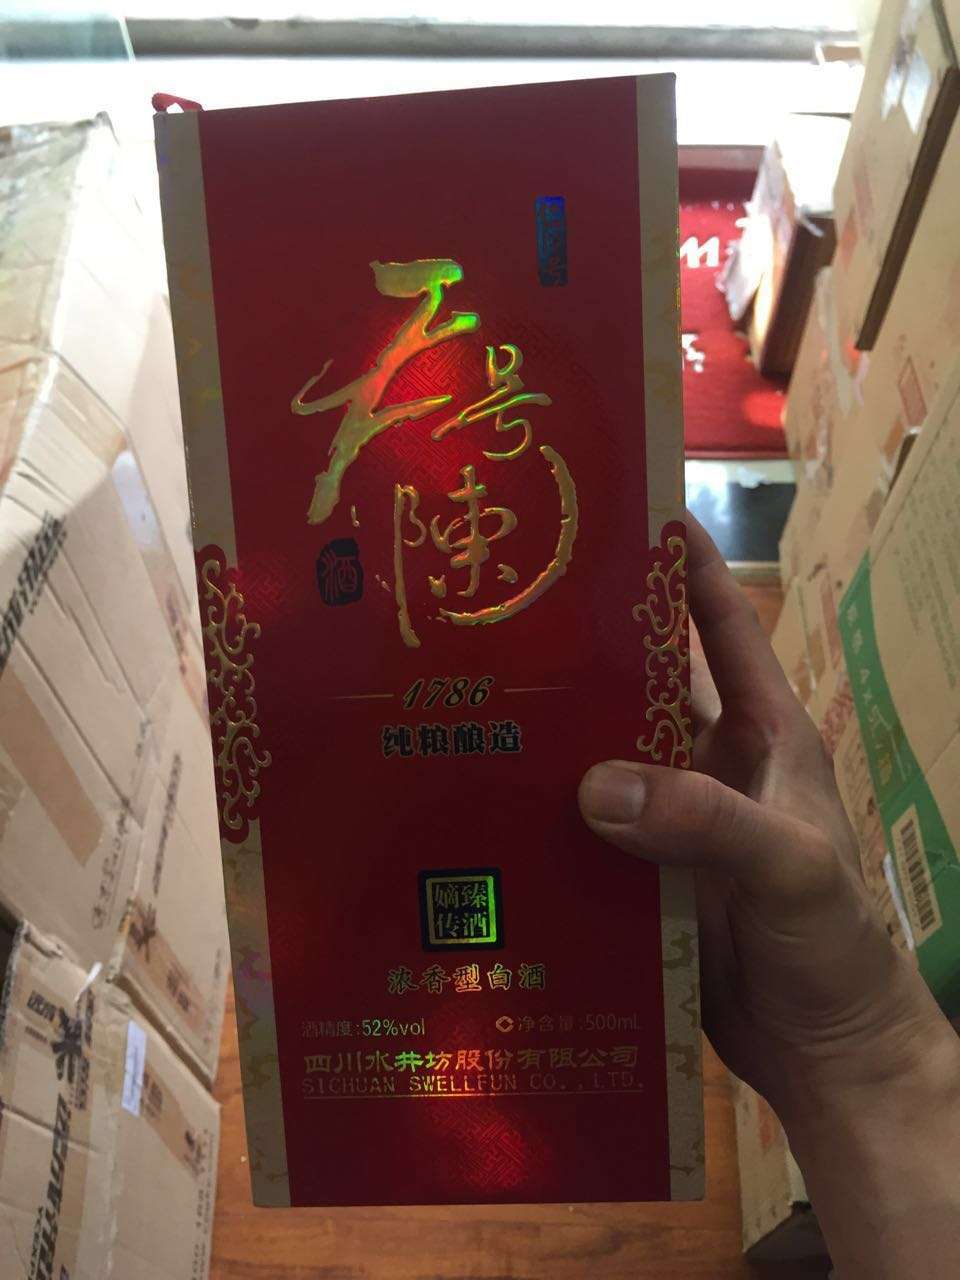 天号陳
酒
1786
纯粮酿造
嫡臻
传酒
浓香型白酒
酒精度:52%vol 净含量:500mL
四川水井坊股份有限公司
SICHUAN SWELLFUN CO.,LTD.